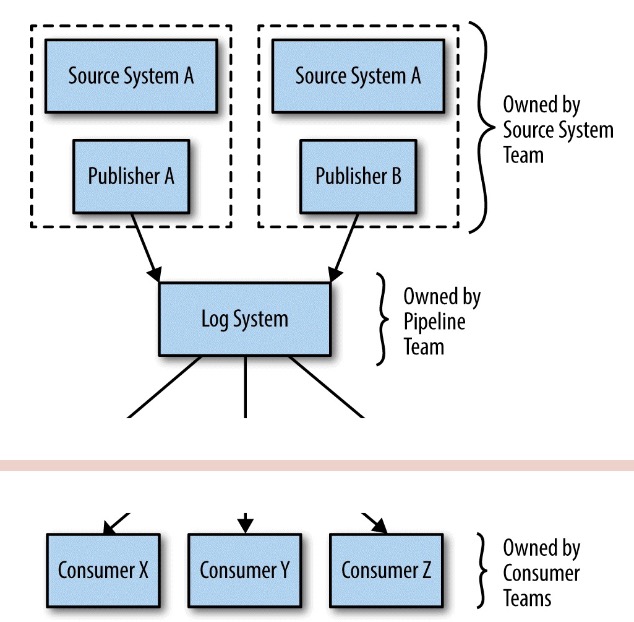 Source System A
Source System A
Owned by
Source System
Team
Publisher A
Publisher B
Log System
Owned by
Pipeline
Team
Consumer X
Consumer Y
Consumer Z
Owned by
Consumer
Teams